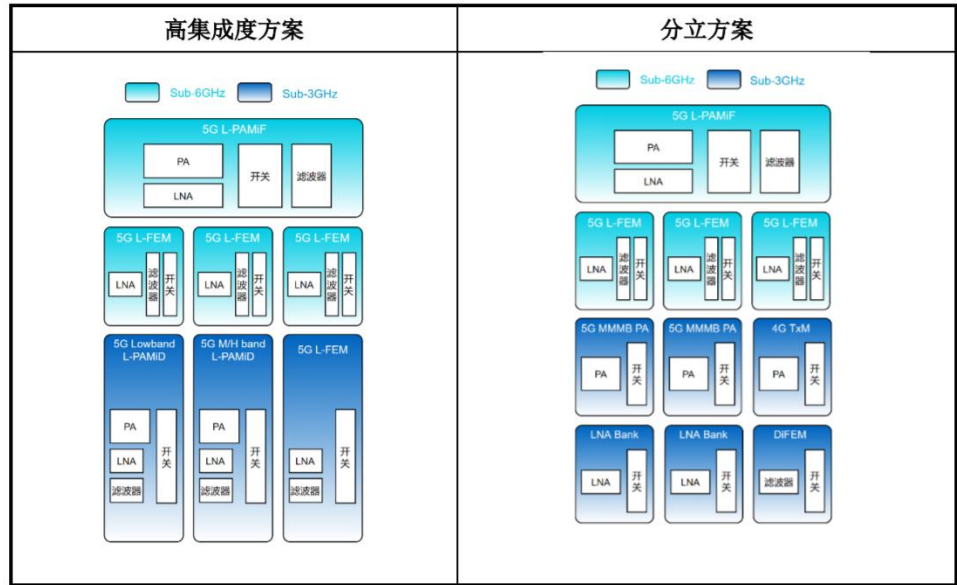 高集成度方案
Sub-6GHz Sub-3GHz
5G L-PAMiF
PA
LNA
开关
滤波器
5G L-FEM
LNA
滤波器
开关
5G L-FEM
LNA
滤波器
开关
5G L-FEM
LNA
滤波器
开关
5G Lowband
L-PAMiD
PA
LNA
滤波器
开关
5G M/H band
L-PAMiD
PA
LNA
滤波器
开关
5G L-FEM
LNA
滤波器
开关
分立方案
Sub-6GHz Sub-3GHz
5G L-PAMiF
PA
LNA
开关
滤波器
5G L-FEM
LNA
滤波器
开关
5G L-FEM
LNA
滤波器
开关
5G L-FEM
LNA
滤波器
开关
5G MMMB PA
PA
开关
5G MMMB PA
PA
开关
4G TxM
PA
开关
LNA Bank
LNA
开关
LNA Bank
LNA
开关
DiFEM
滤波器
开关